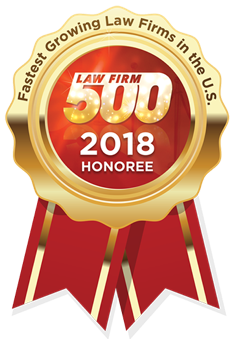 Fastest Growing Law Firms in the U.S.
LAW FIRM
500
2018
HONOREE